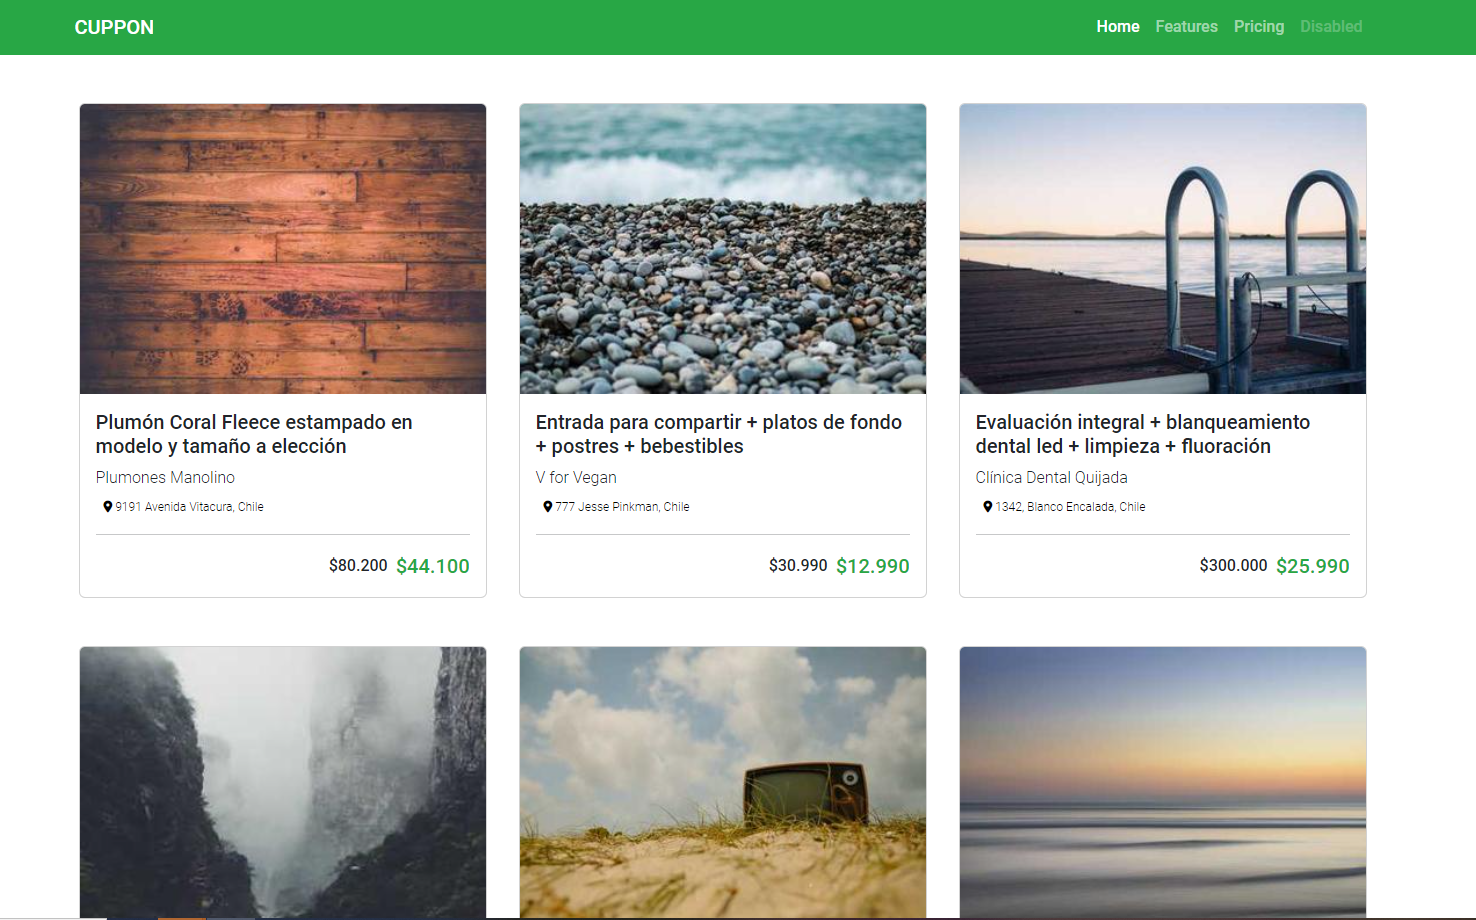 CUPPON
Home Features Pricing Disabled
Plumón Coral Fleece estampado en
modelo y tamaño a elección
Plumones Manolino
9191 Avenida Vitacura, Chile
$80.200 $44.100
Entrada para compartir + platos de fondo
+ postres + bebestibles
V for Vegan
777 Jesse Pinkman, Chile
$30.990 $12.990
Evaluación integral + blanqueamiento
dental led + limpieza + fluoración
Clínica Dental Quijada
1342, Blanco Encalada, Chile
$300.000 $25.990